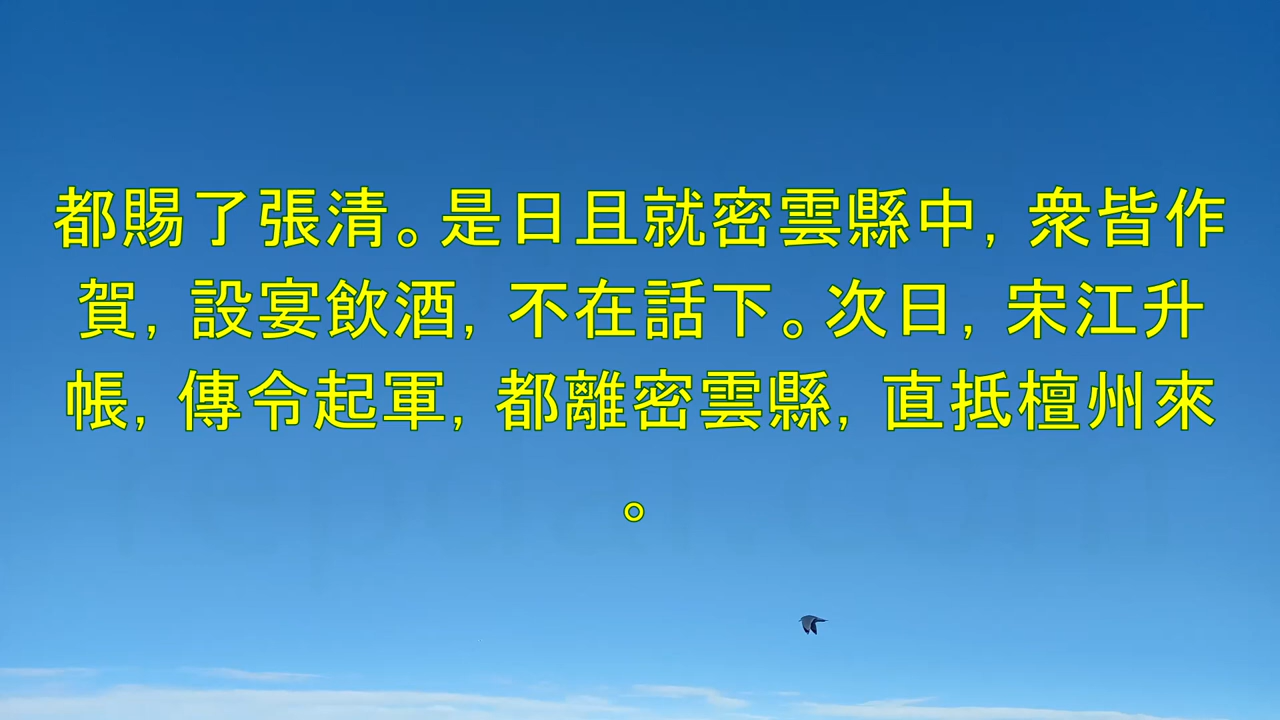 都賜了張清。是日且就密雲縣中, 衆皆作
賀, 設宴飲酒, 不在話下。次日, 宋江升
帳, 傳令起軍, 都離密雲縣, 直抵檀州來
。